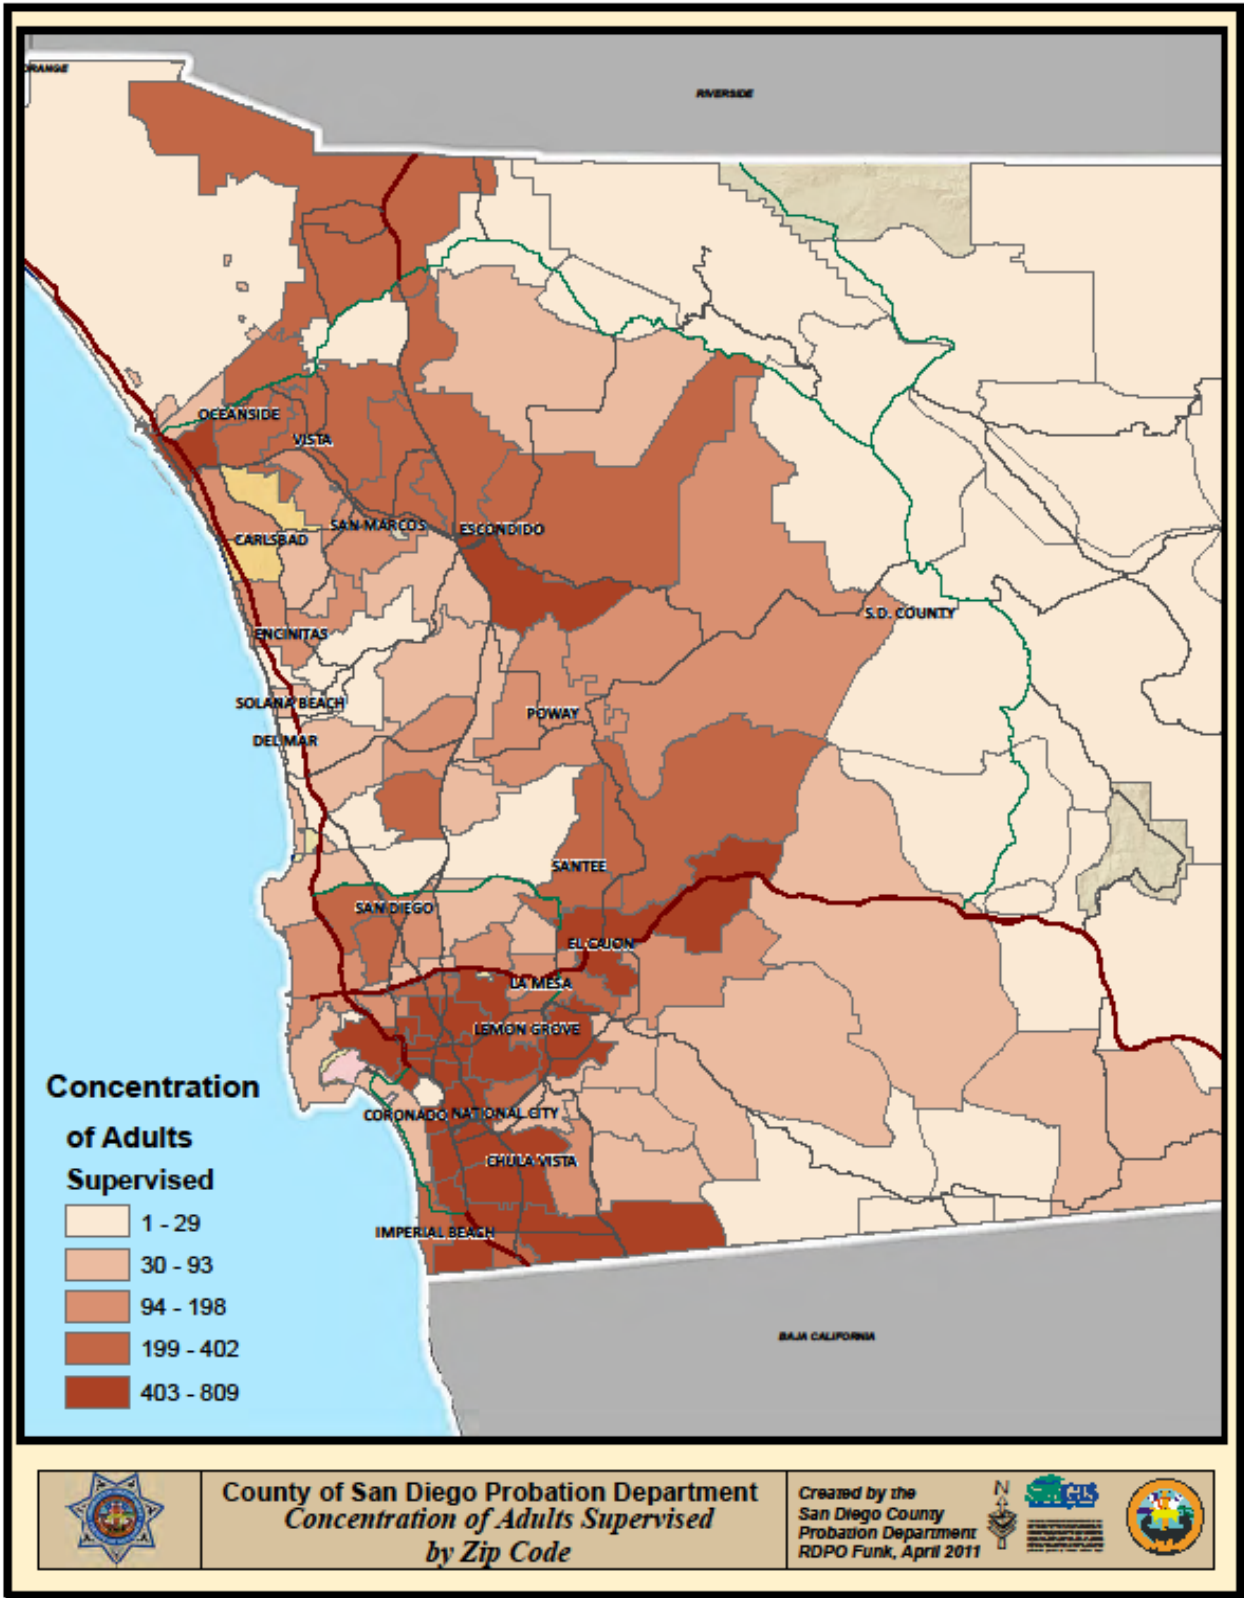 ORANGE
RIVERSIDE
OCEANSIDE
VISTA
SAN MARCOS
ESCONDIDO
CARLSBAD
S.D. COUNTY
ENCINITAS
SOLANA BEACH
POWAY
DEL MAR
SANTEE
SAN DIEGO
EL CAJON
LA MESA
LEMON GROVE
CORONADO
NATIONAL CITY
CHULA VISTA
IMPERIAL BEACH
BAJA CALIFORNIA
Concentration
of Adults
Supervised
1 - 29
30 - 93
94 - 198
199 - 402
403 - 809
County of San Diego Probation Department
Concentration of Adults Supervised
by Zip Code
Created by the
San Diego County
Probation Department
RDPO Funk, April 2011
N
SanGIS